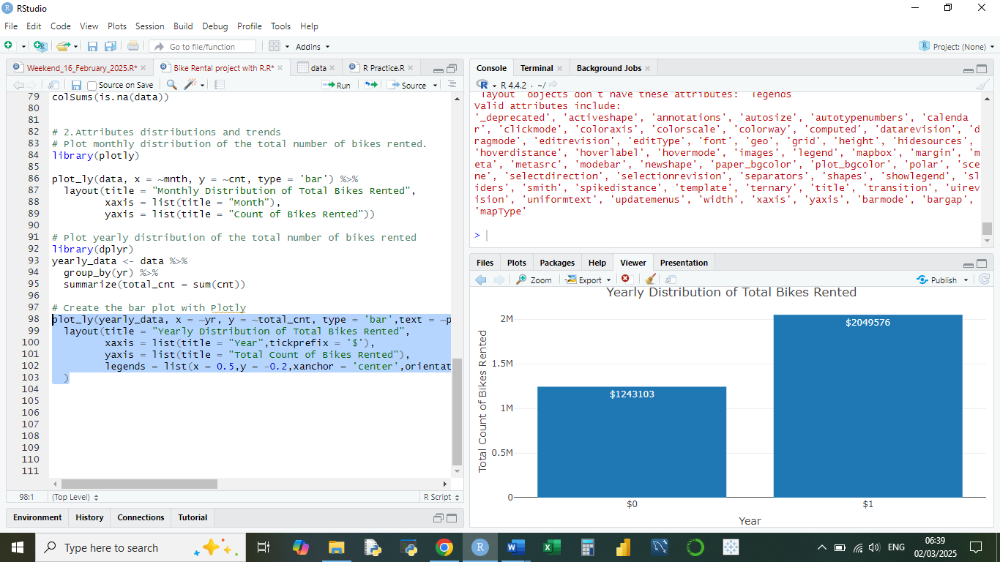 RStudio
File Edit Code View Plots Session Build Debug Profile Tools Help
Go to file/function Addins Project: (None)
Weekend_16_February_2025.R* Bike Rental project with R.R* data R Practice.R
Source on Save Run Source
79 colSums(is.na(data))
80
81
82 # 2.Attributes distributions and trends
83 # Plot monthly distribution of the total number of bikes rented.
84 library(plotly)
85
86 plot_ly(data, x = ~mnth, y = ~cnt, type = 'bar') %>%
87 layout(title = "Monthly Distribution of Total Bikes Rented",
88 xaxis = list(title = "Month"),
89 yaxis = list(title = "Count of Bikes Rented"))
90
91 # Plot yearly distribution of the total number of bikes rented
92 library(dplyr)
93 yearly_data <- data %>%
94 group_by(yr) %>%
95 summarize(total_cnt = sum(cnt))
96
97 # Create the bar plot with Plotly
98 plot_ly(yearly_data, x = ~yr, y = ~total_cnt, type = 'bar',text = ~p
99 layout(title = "Yearly Distribution of Total Bikes Rented",
100 xaxis = list(title = "Year",tickprefix = '$'),
101 yaxis = list(title = "Total Count of Bikes Rented"),
102 legends = list(x = 0.5,y = -0.2,xanchor = 'center',orientat
103 )
104
105
106
107
108
109
110
111
98:1 (Top Level) R Script
Environment History Connections Tutorial
Console Terminal Background Jobs
R 4.4.2 · ~/
'layout' objects don't have these attributes: 'legends'
Valid attributes include:
'_deprecated', 'activeshape', 'annotations', 'autosize', 'autotypenumbers', 'calenda
r', 'clickmode', 'coloraxis', 'colorscale', 'colorway', 'computed', 'datarevision', 'd
ragmode', 'editrevision', 'editType', 'font', 'geo', 'grid', 'height', 'hidesources',
'hoverdistance', 'hoverlabel', 'hovermode', 'images', 'legend', 'mapbox', 'margin', 'm
eta', 'metasrc', 'modebar', 'newshape', 'paper_bgcolor', 'plot_bgcolor', 'polar', 'sce
ne', 'selectdirection', 'selectionrevision', 'separators', 'shapes', 'showlegend', 'sl
iders', 'smith', 'spikedistance', 'template', 'ternary', 'title', 'transition', 'uirev
ision', 'uniformtext', 'updatemenus', 'width', 'xaxis', 'yaxis', 'barmode', 'bargap',
'mapType'
>
Files Plots Packages Help Viewer Presentation
Zoom Export Publish
Yearly Distribution of Total Bikes Rented
Total Count of Bikes Rented
2M
1.5M
1M
0.5M
0
$1243103
$2049576
$0 $1
Year
Type here to search
ENG
06:39
02/03/2025